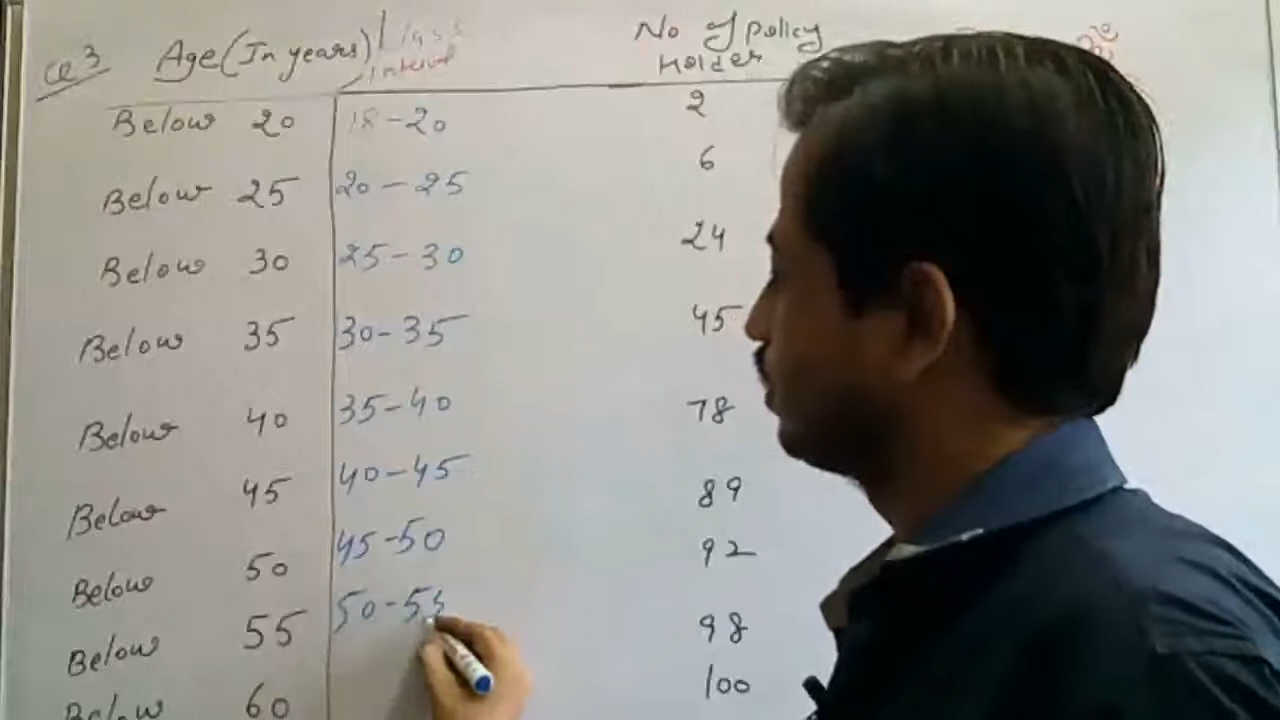 Q3 Age(In years) Class Interval No of policy Holder
Below 20 18-20 2
Below 25 20-25 6
Below 30 25-30 24
Below 35 30-35 45
Below 40 35-40 78
Below 45 40-45 89
Below 50 45-50 92
Below 55 50-55 98
Below 60 100